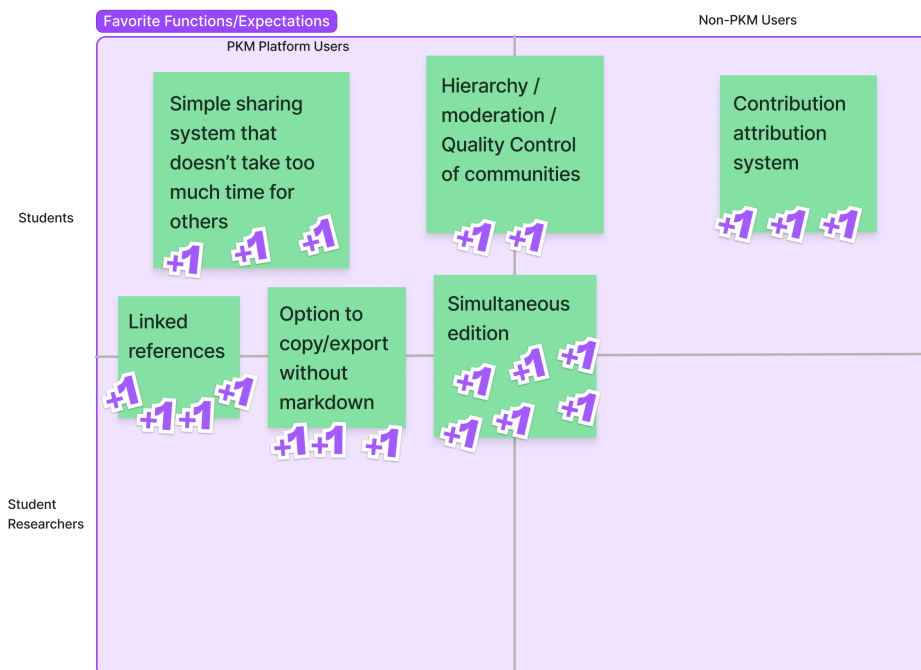 Favorite Functions/Expectations
Non-PKM Users
PKM Platform Users
Students
Simple sharing
system that
doesn’t take too
much time for
others
+1 +1 +1
Hierarchy /
moderation /
Quality Control
of communities
+1 +1
Contribution
attribution
system
+1 +1 +1
Linked
references
+1 +1 +1 +1
Option to
copy/export
without
markdown
+1 +1 +1
Simultaneous
edition
+1 +1 +1
+1 +1 +1
Student
Researchers